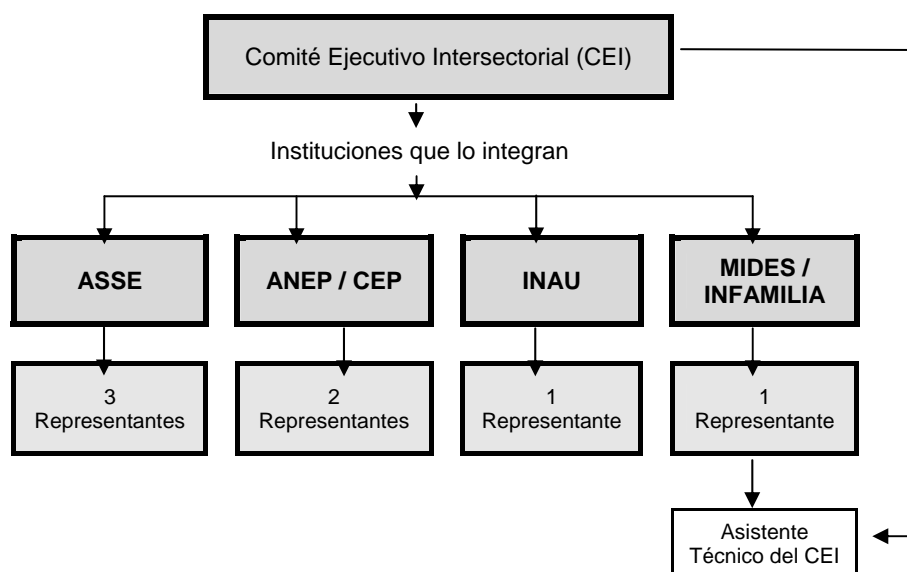 Comité Ejecutivo Intersectorial (CEI)
Instituciones que lo integran
ASSE
ANEP / CEP
INAU
MIDES /
INFAMILIA
3
Representantes
2
Representantes
1
Representante
1
Representante
Asistente
Técnico del CEI